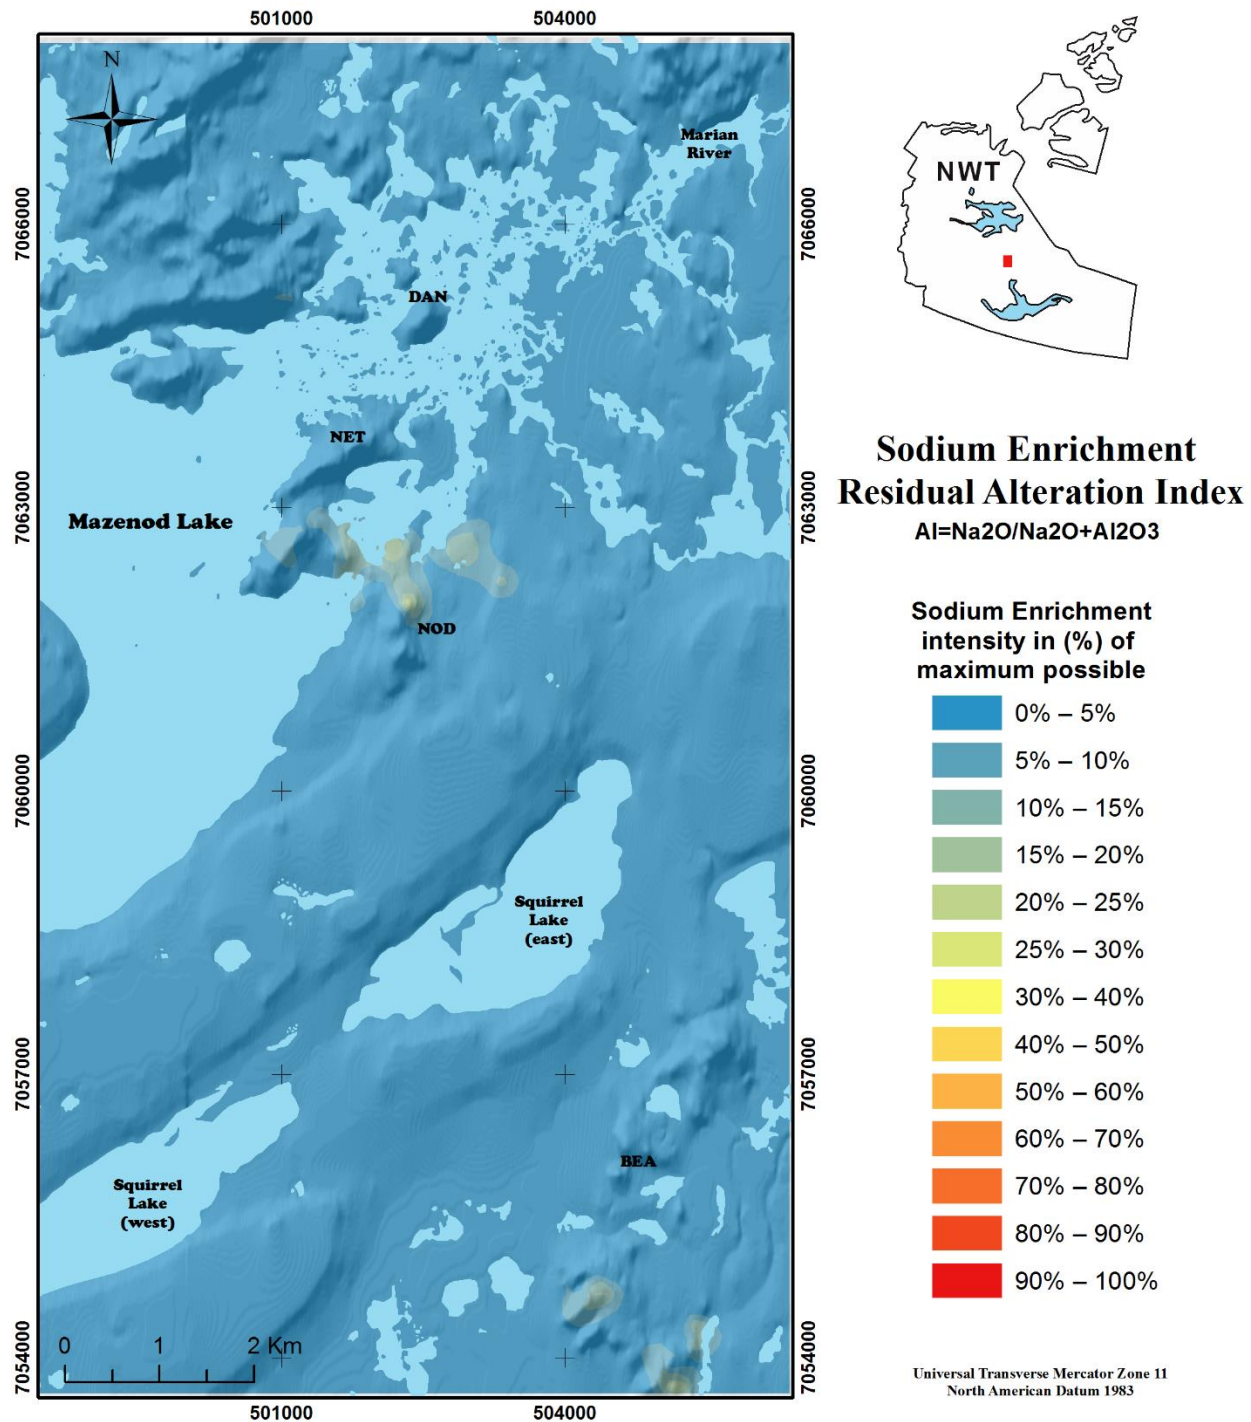 501000
504000
N
Marian
River
7066000
7066000
DAN
NET
7063000
7063000
Mazenod Lake
NOD
7060000
7060000
Squirrel
Lake
(east)
7057000
7057000
BEA
Squirrel
Lake
(west)
0 1 2 Km
7054000
7054000
501000
504000
NWT
Sodium Enrichment
Residual Alteration Index
AI=Na2O/Na2O+Al2O3
Sodium Enrichment
intensity in (%) of
maximum possible
0% – 5%
5% – 10%
10% – 15%
15% – 20%
20% – 25%
25% – 30%
30% – 40%
40% – 50%
50% – 60%
60% – 70%
70% – 80%
80% – 90%
90% – 100%
Universal Transverse Mercator Zone 11
North American Datum 1983